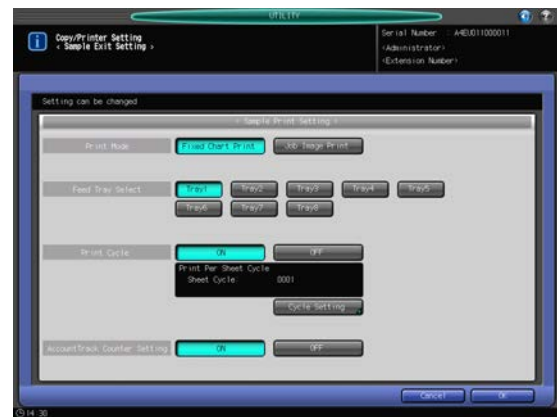 UTILITY
Copy/Printer Setting
< Sample Exit Setting >
Serial Number : A4EU011000011
<Administrator>
<Extension Number>
Setting can be changed
< Sample Print Setting >
Print Mode
Fixed Chart Print
Job Image Print
Feed Tray Select
Tray1 Tray2 Tray3 Tray4 Tray5
Tray6 Tray7 Tray8
Print Cycle
ON OFF
Print Per Sheet Cycle
Sheet Cycle 0001
Cycle Setting
AccountTrack Counter Setting
ON OFF
Cancel OK
14:30